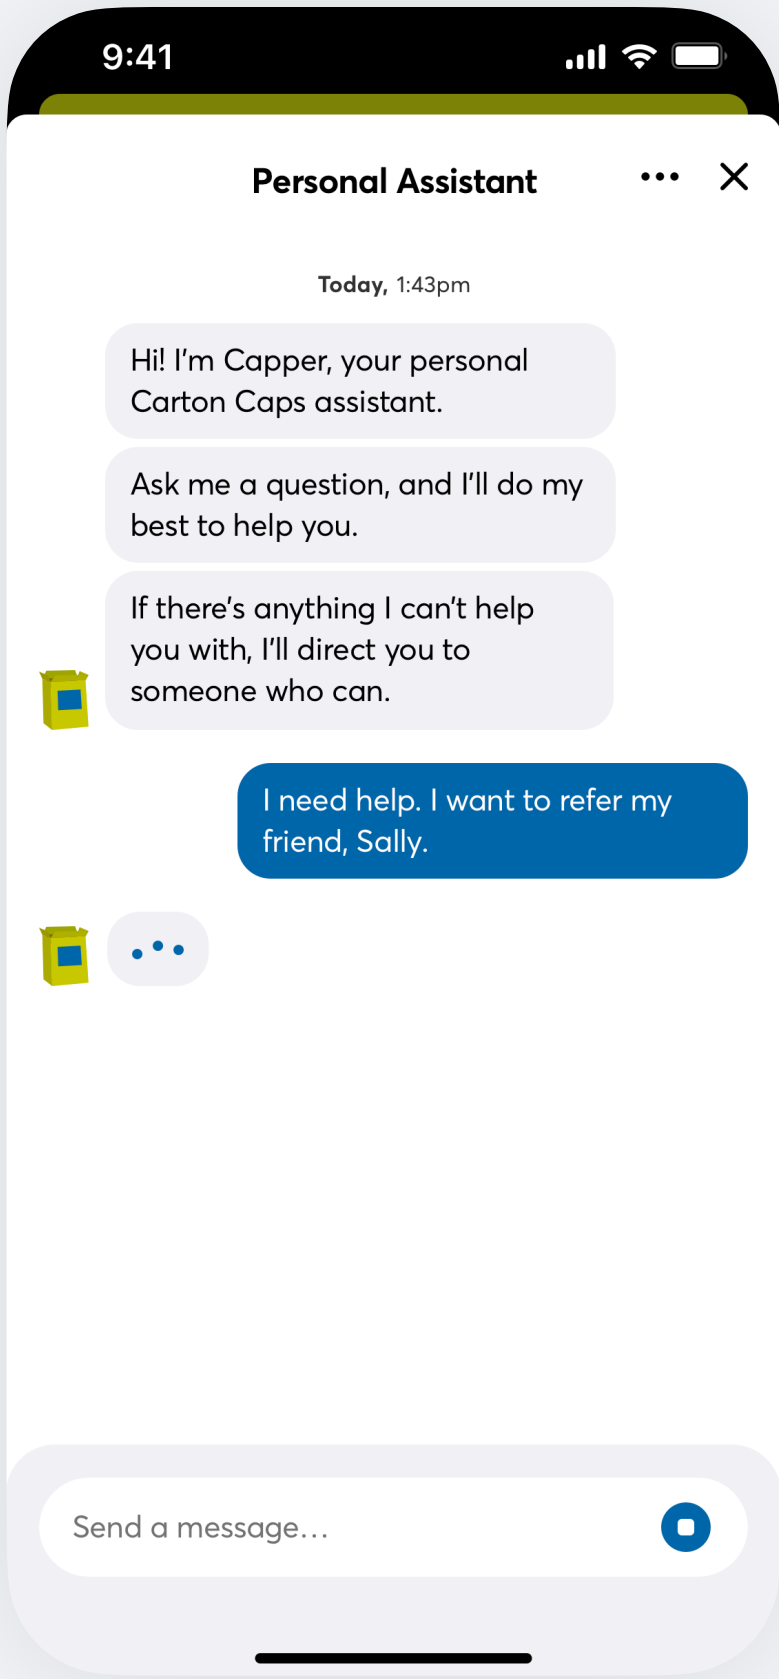 9:41
Personal Assistant
Today, 1:43pm
Hi! I'm Capper, your personal
Carton Caps assistant.
Ask me a question, and I'll do my
best to help you.
If there's anything I can't help
you with, I'll direct you to
someone who can.
I need help. I want to refer my
friend, Sally.
Send a message...